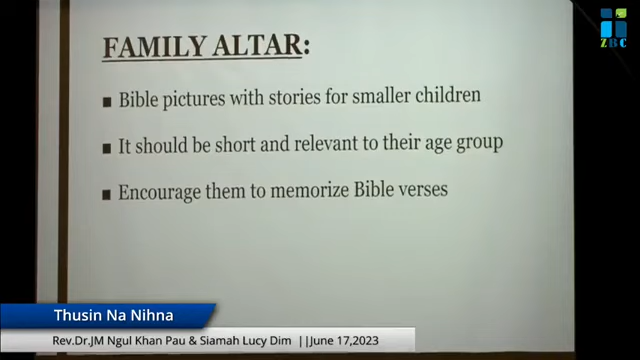 ZBC
FAMILY ALTAR:
▪ Bible pictures with stories for smaller children
▪ It should be short and relevant to their age group
▪ Encourage them to memorize Bible verses
Thusin Na Nihna
Rev.Dr.JM Ngul Khan Pau & Siamah Lucy Dim ||June 17,2023